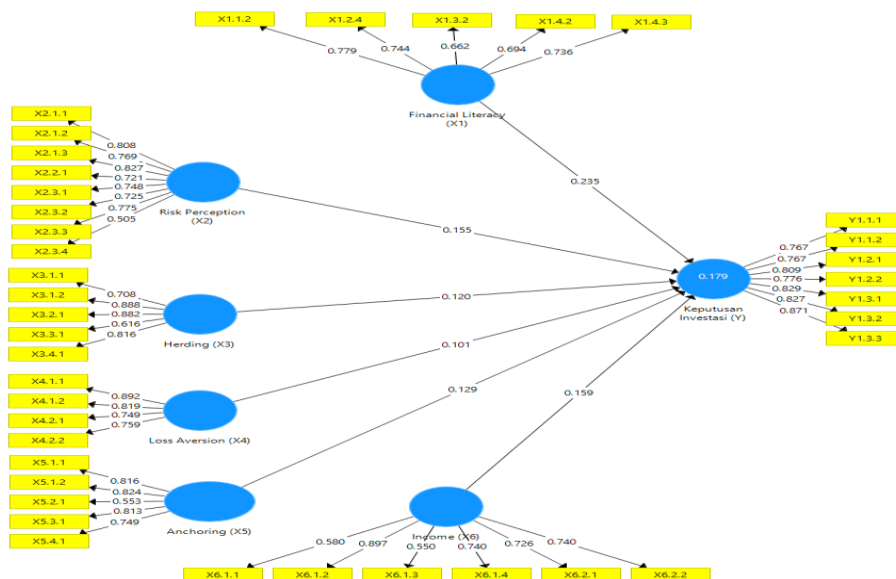 X1.1.2 X1.2.4 X1.3.2 X1.4.2 X1.4.3
0.779 0.744 0.662 0.694 0.736
Financial Literacy
(X1)
0.235
X2.1.1
X2.1.2
X2.1.3
X2.2.1
X2.3.1
X2.3.2
X2.3.3
X2.3.4
0.808
0.769
0.827
0.721
0.748
0.725
0.775
0.505
Risk Perception
(X2)
0.155
X3.1.1
X3.1.2
X3.2.1
X3.3.1
X3.4.1
0.708
0.888
0.882
0.616
0.816
Herding (X3)
0.120
X4.1.1
X4.1.2
X4.2.1
X4.2.2
0.892
0.819
0.749
0.759
Loss Aversion (X4)
0.101
X5.1.1
X5.1.2
X5.2.1
X5.3.1
X5.4.1
0.816
0.824
0.553
0.813
0.749
Anchoring (X5)
0.129
Income (X6)
0.159
0.580 0.897 0.550 0.740 0.726 0.740
X6.1.1 X6.1.2 X6.1.3 X6.1.4 X6.2.1 X6.2.2
0.179
Keputusan
Investasi (Y)
0.767
0.767
0.809
0.776
0.829
0.827
0.871
Y1.1.1
Y1.1.2
Y1.2.1
Y1.2.2
Y1.3.1
Y1.3.2
Y1.3.3